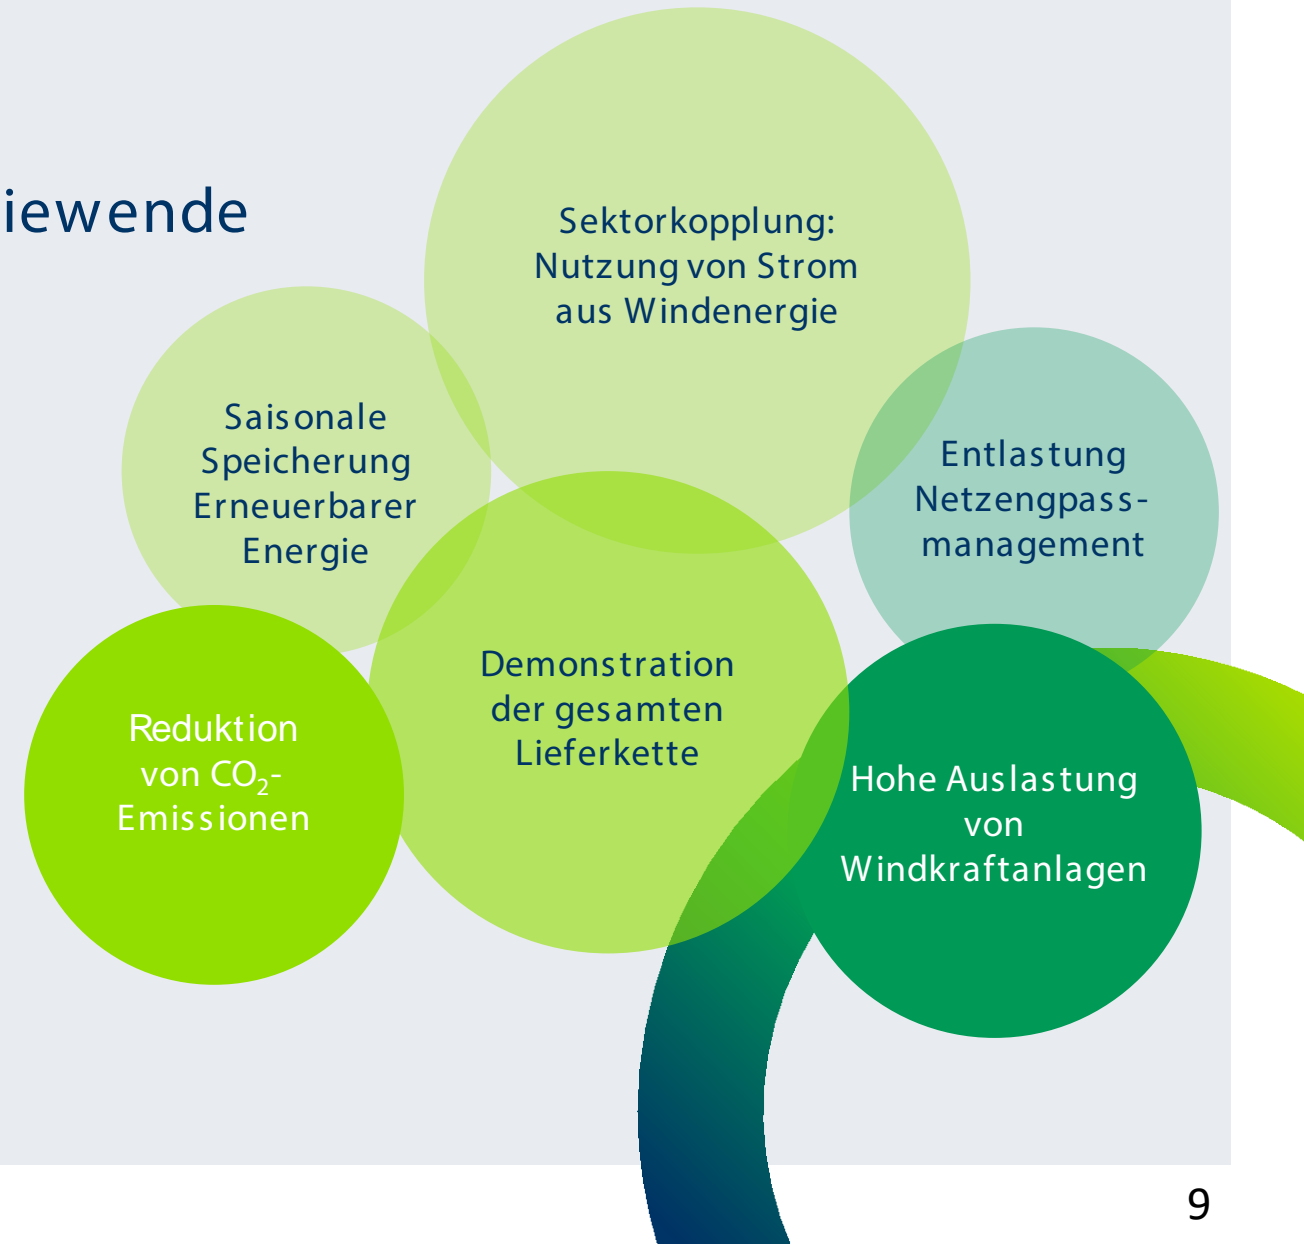 iewende
Sektorkopplung:
Nutzung von Strom
aus Windenergie
Saisonale
Speicherung
Erneuerbarer
Energie
Entlastung
Netzengpass-
management
Demonstration
der gesamten
Lieferkette
Reduktion
von CO₂-
Emissionen
Hohe Auslastung
von
Windkraftanlagen
9